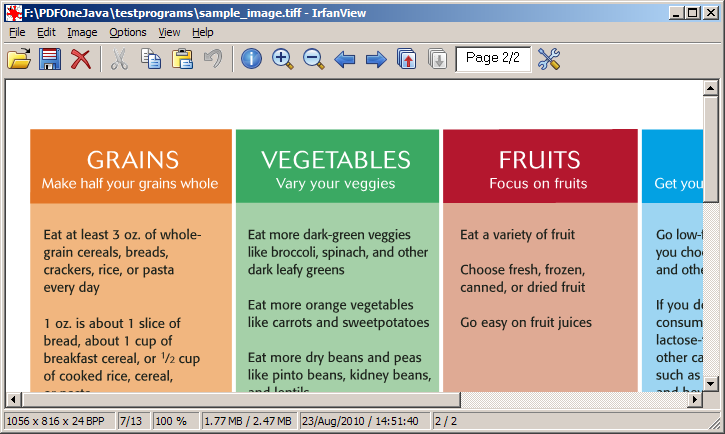 F:\PDFOneJava\testprograms\sample_image.tiff - IrfanView
File Edit Image Options View Help
Page 2/2
GRAINS
Make half your grains whole
Eat at least 3 oz. of whole-
grain cereals, breads,
crackers, rice, or pasta
every day
1 oz. is about 1 slice of
bread, about 1 cup of
breakfast cereal, or 1/2 cup
of cooked rice, cereal,
or pasta
VEGETABLES
Vary your veggies
Eat more dark-green veggies
like broccoli, spinach, and other
dark leafy greens
Eat more orange vegetables
like carrots and sweetpotatoes
Eat more dry beans and peas
like pinto beans, kidney beans,
and lentils
FRUITS
Focus on fruits
Eat a variety of fruit
Choose fresh, frozen,
canned, or dried fruit
Go easy on fruit juices
Get you
Go low-f
you cho
and othe
If you do
consum
lactose-
other ca
such as
and bev
1056 x 816 x 24 BPP 7/13 100 % 1.77 MB / 2.47 MB 23/Aug/2010 / 14:51:40 2 / 2